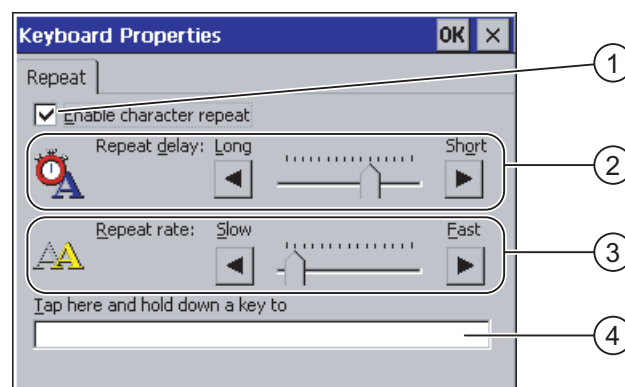 Keyboard Properties OK ×
Repeat
1
Enable character repeat
Repeat delay: Long Short
2
Repeat rate: Slow Fast
3
Tap here and hold down a key to
4